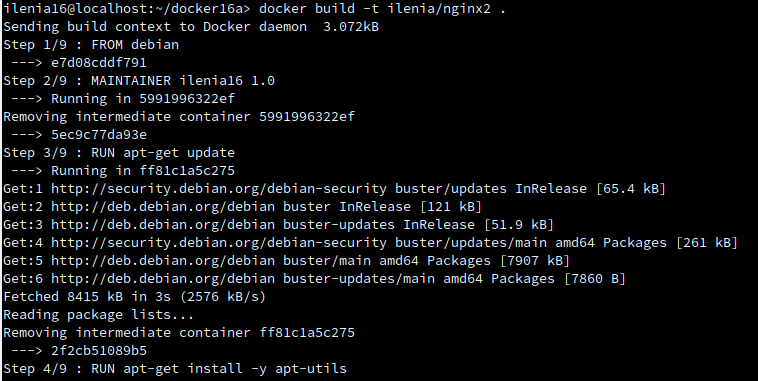 ilenia16@localhost:~/docker16a> docker build -t ilenia/nginx2 .
Sending build context to Docker daemon  3.072kB
Step 1/9 : FROM debian
 ---> e7d08cddf791
Step 2/9 : MAINTAINER ilenia16 1.0
 ---> Running in 5991996322ef
Removing intermediate container 5991996322ef
 ---> 5ec9c77da93e
Step 3/9 : RUN apt-get update
 ---> Running in ff81c1a5c275
Get:1 http://security.debian.org/debian-security buster/updates InRelease [65.4 kB]
Get:2 http://deb.debian.org/debian buster InRelease [121 kB]
Get:3 http://deb.debian.org/debian buster-updates InRelease [51.9 kB]
Get:4 http://security.debian.org/debian-security buster/updates/main amd64 Packages [261 kB]
Get:5 http://deb.debian.org/debian buster/main amd64 Packages [7907 kB]
Get:6 http://deb.debian.org/debian buster-updates/main amd64 Packages [7860 B]
Fetched 8415 kB in 3s (2576 kB/s)
Reading package lists...
Removing intermediate container ff81c1a5c275
 ---> 2f2cb51089b5
Step 4/9 : RUN apt-get install -y apt-utils